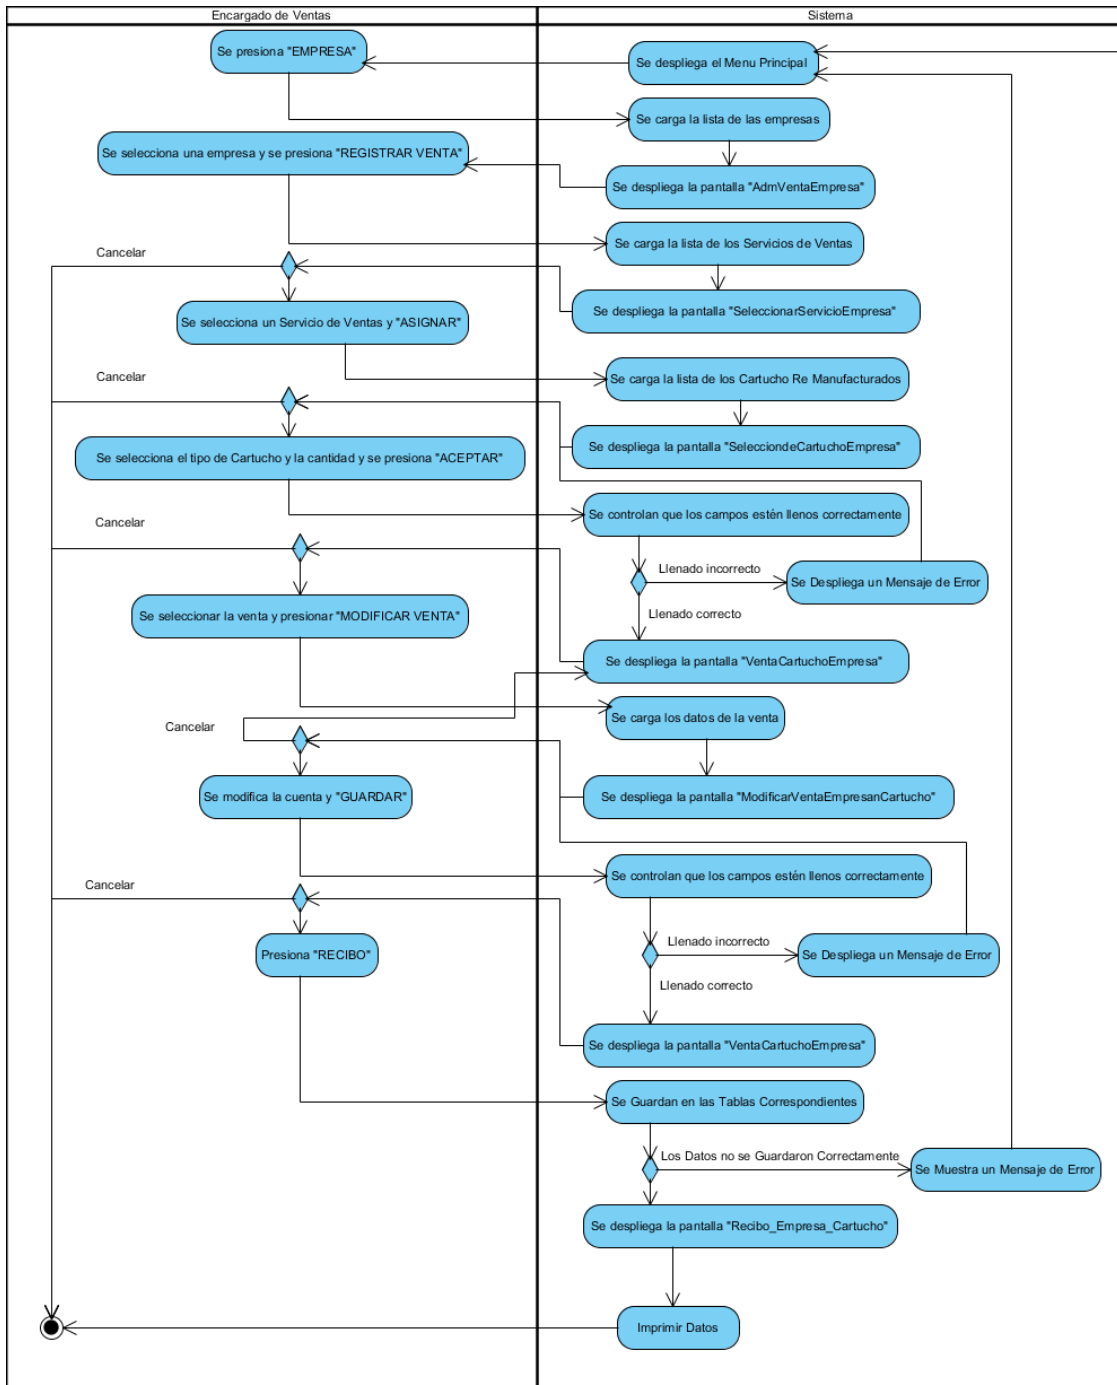 Encargado de Ventas
Sistema
Se presiona "EMPRESA"
Se despliega el Menu Principal
Se carga la lista de las empresas
Se selecciona una empresa y se presiona "REGISTRAR VENTA"
Se despliega la pantalla "AdmVentaEmpresa"
Se carga la lista de los Servicios de Ventas
Cancelar
Se despliega la pantalla "SeleccionarServicioEmpresa"
Se selecciona un Servicio de Ventas y "ASIGNAR"
Cancelar
Se carga la lista de los Cartucho Re Manufacturados
Se despliega la pantalla "SelecciondeCartuchoEmpresa"
Se selecciona el tipo de Cartucho y la cantidad y se presiona "ACEPTAR"
Se controlan que los campos estén llenos correctamente
Cancelar
Llenado incorrecto
Se Despliega un Mensaje de Error
Llenado correcto
Se seleccionar la venta y presionar "MODIFICAR VENTA"
Se despliega la pantalla "VentaCartuchoEmpresa"
Se carga los datos de la venta
Cancelar
Se modifica la cuenta y "GUARDAR"
Se despliega la pantalla "ModificarVentaEmpresanCartucho"
Se controlan que los campos estén llenos correctamente
Cancelar
Llenado incorrecto
Presiona "RECIBO"
Se Despliega un Mensaje de Error
Llenado correcto
Se despliega la pantalla "VentaCartuchoEmpresa"
Se Guardan en las Tablas Correspondientes
Los Datos no se Guardaron Correctamente
Se Muestra un Mensaje de Error
Se despliega la pantalla "Recibo_Empresa_Cartucho"
Imprimir Datos